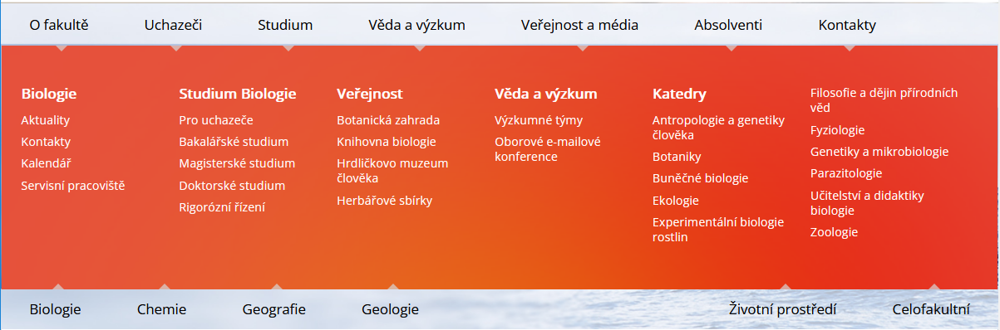 O fakultě Uchazeči Studium Věda a výzkum Veřejnost a média Absolventi Kontakty
Biologie
Aktuality
Kontakty
Kalendář
Servisní pracoviště
Studium Biologie
Pro uchazeče
Bakalářské studium
Magisterské studium
Doktorské studium
Rigorózní řízení
Veřejnost
Botanická zahrada
Knihovna biologie
Hrdličkovo muzeum
člověka
Herbářové sbírky
Věda a výzkum
Výzkumné týmy
Oborové e-mailové
konference
Katedry
Antropologie a genetiky
člověka
Botaniky
Buněčné biologie
Ekologie
Experimentální biologie
rostlin
Filosofie a dějin přírodních
věd
Fyziologie
Genetiky a mikrobiologie
Parazitologie
Učitelství a didaktiky
biologie
Zoologie
Biologie Chemie Geografie Geologie Životní prostředí Celofakultní